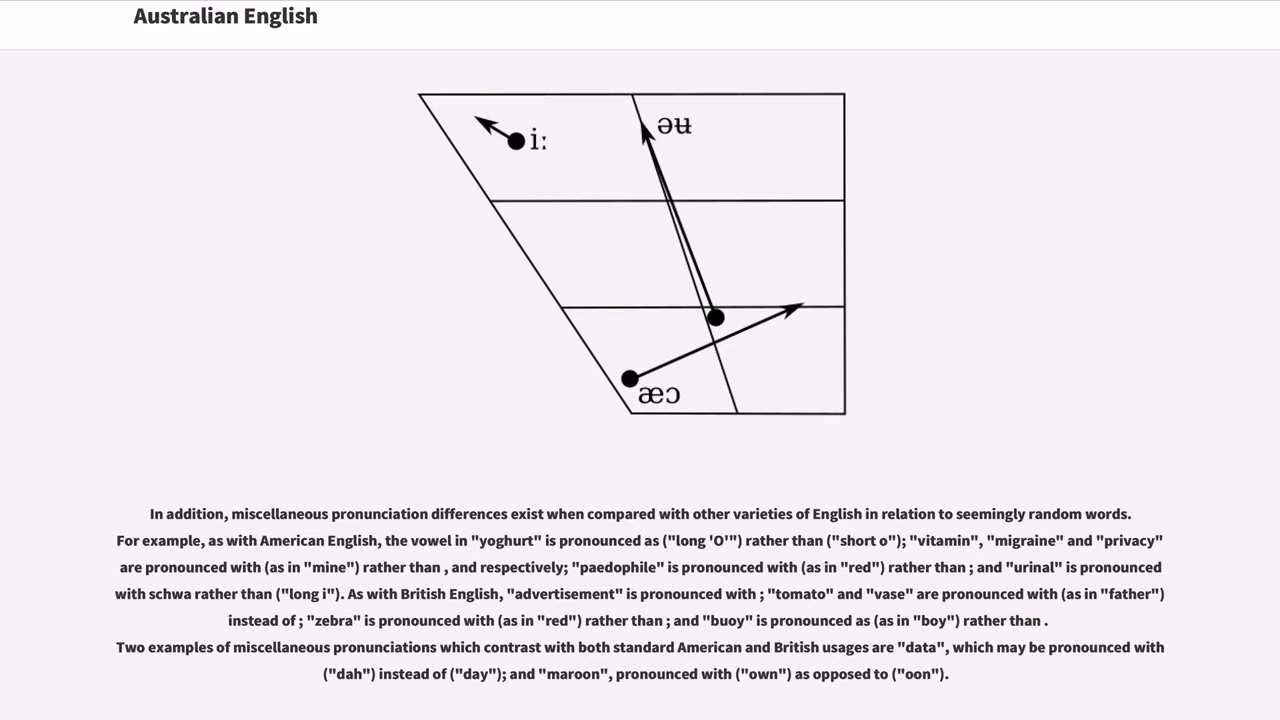 Australian English
iː
əʉ
æɔ
In addition, miscellaneous pronunciation differences exist when compared with other varieties of English in relation to seemingly random words.
For example, as with American English, the vowel in "yoghurt" is pronounced as ("long 'O'") rather than ("short o"); "vitamin", "migraine" and "privacy"
are pronounced with (as in "mine") rather than , and respectively; "paedophile" is pronounced with (as in "red") rather than ; and "urinal" is pronounced
with schwa rather than ("long i"). As with British English, "advertisement" is pronounced with ; "tomato" and "vase" are pronounced with (as in "father")
instead of ; "zebra" is pronounced with (as in "red") rather than ; and "buoy" is pronounced as (as in "boy") rather than .
Two examples of miscellaneous pronunciations which contrast with both standard American and British usages are "data", which may be pronounced with
("dah") instead of ("day"); and "maroon", pronounced with ("own") as opposed to ("oon").